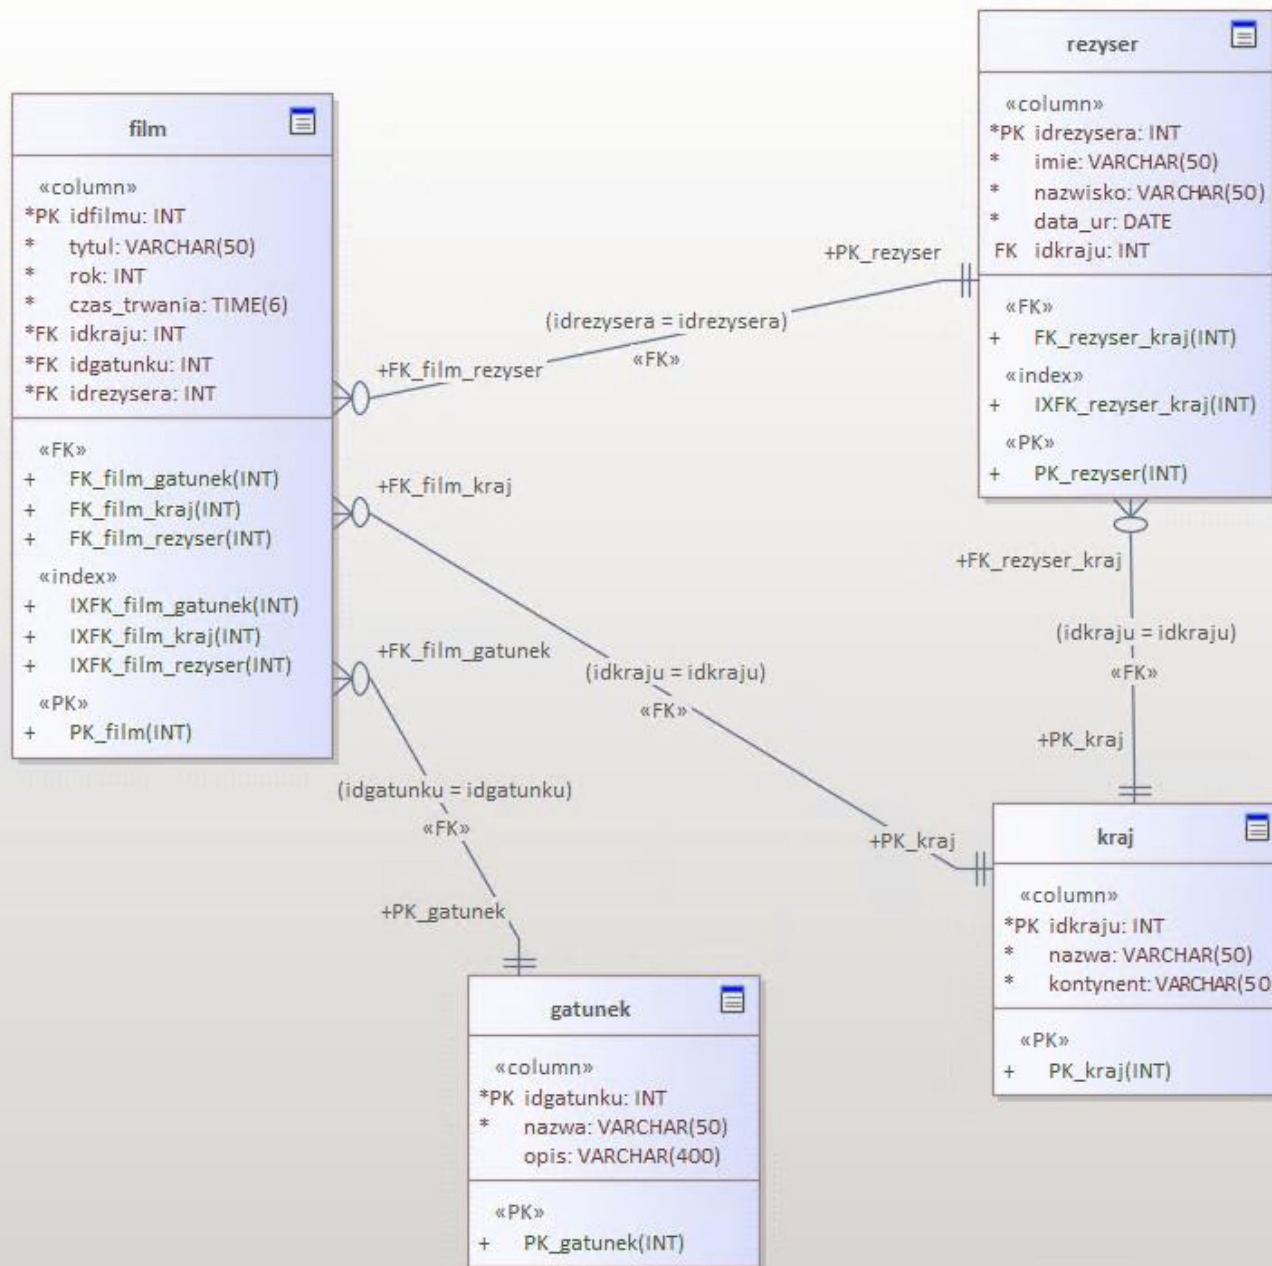 film
«column»
*PK idfilmu: INT
* tytul: VARCHAR(50)
* rok: INT
* czas_trwania: TIME(6)
*FK idkraju: INT
*FK idgatunku: INT
*FK idrezysera: INT
«FK»
+ FK_film_gatunek(INT)
+ FK_film_kraj(INT)
+ FK_film_rezyser(INT)
«index»
+ IXFK_film_gatunek(INT)
+ IXFK_film_kraj(INT)
+ IXFK_film_rezyser(INT)
«PK»
+ PK_film(INT)
rezyser
«column»
*PK idrezysera: INT
* imie: VARCHAR(50)
* nazwisko: VARCHAR(50)
* data_ur: DATE
FK idkraju: INT
«FK»
+ FK_rezyser_kraj(INT)
«index»
+ IXFK_rezyser_kraj(INT)
«PK»
+ PK_rezyser(INT)
+PK_rezyser
(idrezysera = idrezysera)
«FK»
+FK_film_rezyser
+FK_film_kraj
(idkraju = idkraju)
«FK»
+PK_kraj
+FK_film_gatunek
(idgatunku = idgatunku)
«FK»
+PK_gatunek
+FK_rezyser_kraj
(idkraju = idkraju)
«FK»
+PK_kraj
kraj
«column»
*PK idkraju: INT
* nazwa: VARCHAR(50)
* kontynent: VARCHAR(50
«PK»
+ PK_kraj(INT)
gatunek
«column»
*PK idgatunku: INT
* nazwa: VARCHAR(50)
opis: VARCHAR(400)
«PK»
+ PK_gatunek(INT)